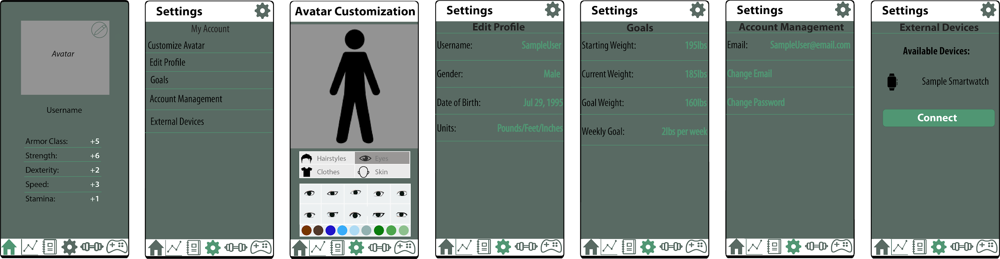 Avatar
Username
Armor Class: +5
Strength: +6
Dexterity: +2
Speed: +3
Stamina: +1
Settings
My Account
Customize Avatar
Edit Profile
Goals
Account Management
External Devices
Avatar Customization
Hairstyles
Eyes
Clothes
Skin
Settings
Edit Profile
Username: SampleUser
Gender: Male
Date of Birth: Jul 29, 1995
Units: Pounds/Feet/Inches
Settings
Goals
Starting Weight: 195lbs
Current Weight: 185lbs
Goal Weight: 160lbs
Weekly Goal: 2lbs per week
Settings
Account Management
Email: SampleUser@email.com
Change Email
Change Password
Settings
External Devices
Available Devices:
Sample Smartwatch
Connect